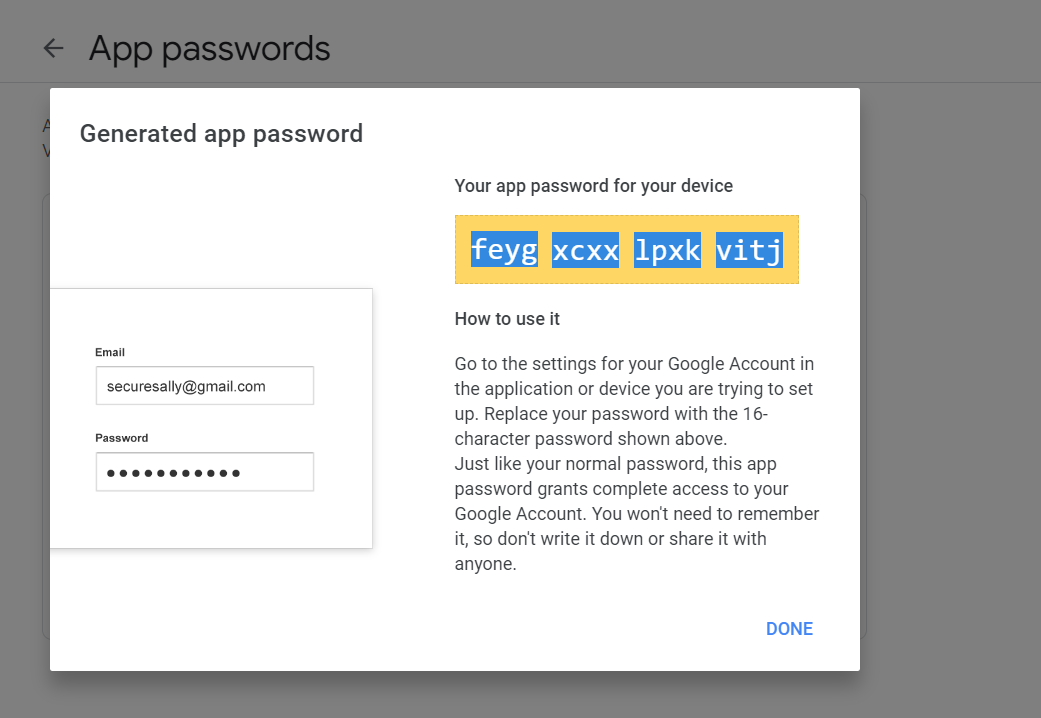 App passwords
Generated app password
Your app password for your device
feyg xcxx lpxk vitj
How to use it
Go to the settings for your Google Account in
the application or device you are trying to set
up. Replace your password with the 16-
character password shown above.
Just like your normal password, this app
password grants complete access to your
Google Account. You won't need to remember
it, so don't write it down or share it with
anyone.
Email
securesally@gmail.com
Password
DONE